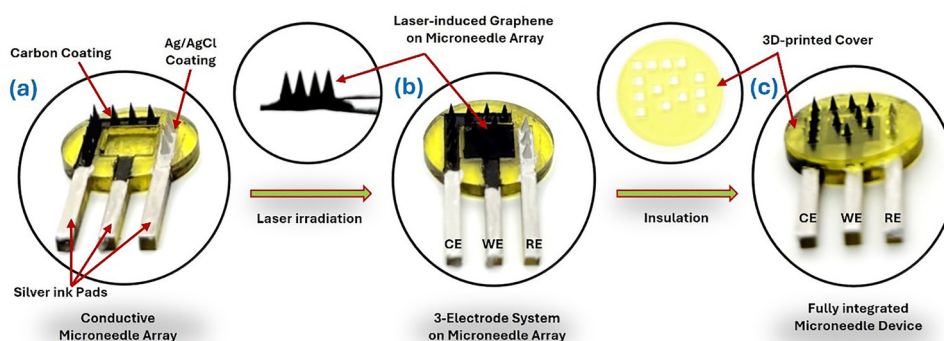 Carbon Coating
Ag/AgCl
Coating
Laser-induced Graphene
on Microneedle Array
3D-printed Cover
(a)
(b)
(c)
Laser irradiation
Insulation
CE WE RE
CE WE RE
Silver ink Pads
Conductive
Microneedle Array
3-Electrode System
on Microneedle Array
Fully integrated
Microneedle Device